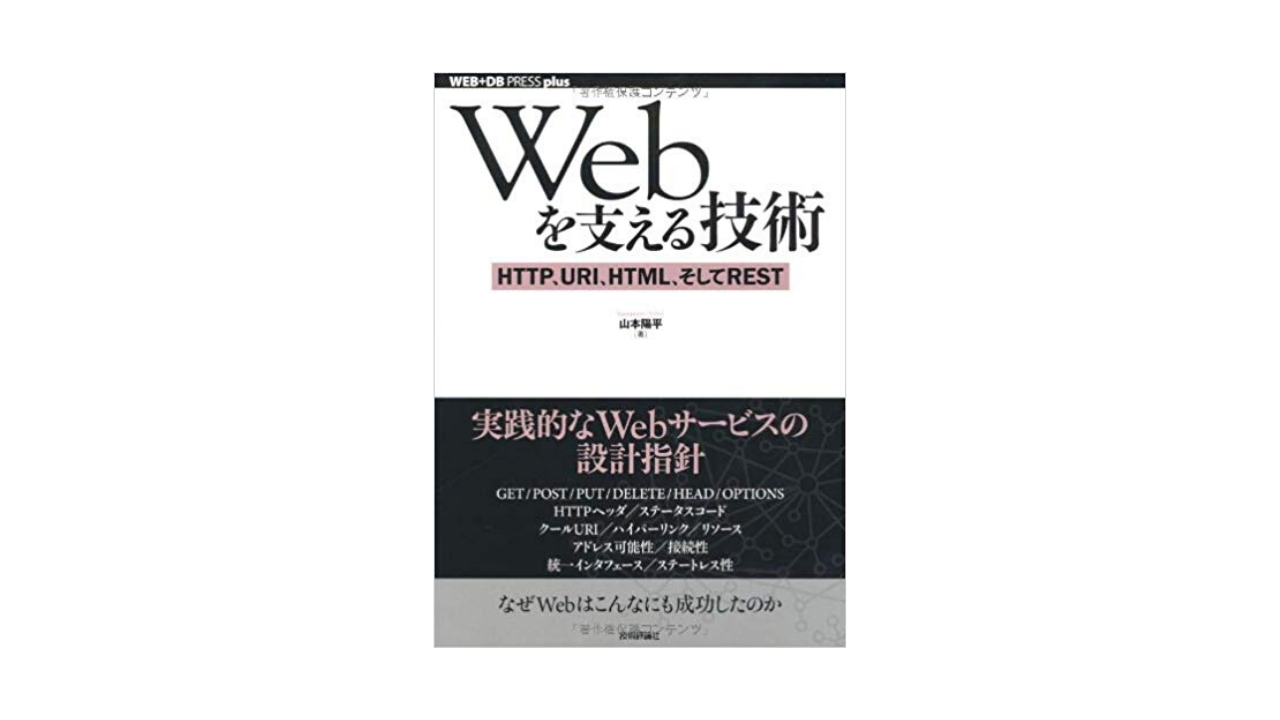 WEB+DB PRESS plus
「著作権保護コンテンツ」
Web
を支える技術
HTTP、URI、HTML、そしてREST
山本陽平
(著)
実践的なWebサービスの
設計指針
GET/POST/PUT/DELETE/HEAD/OPTIONS
HTTPヘッダ/ステータスコード
クールURI/ハイパーリンク/リソース
アドレス可能性/接続性
統一インタフェース/ステートレス性
なぜWebはこんなにも成功したのか
「著作権保護コンテンツ」
技術評論社